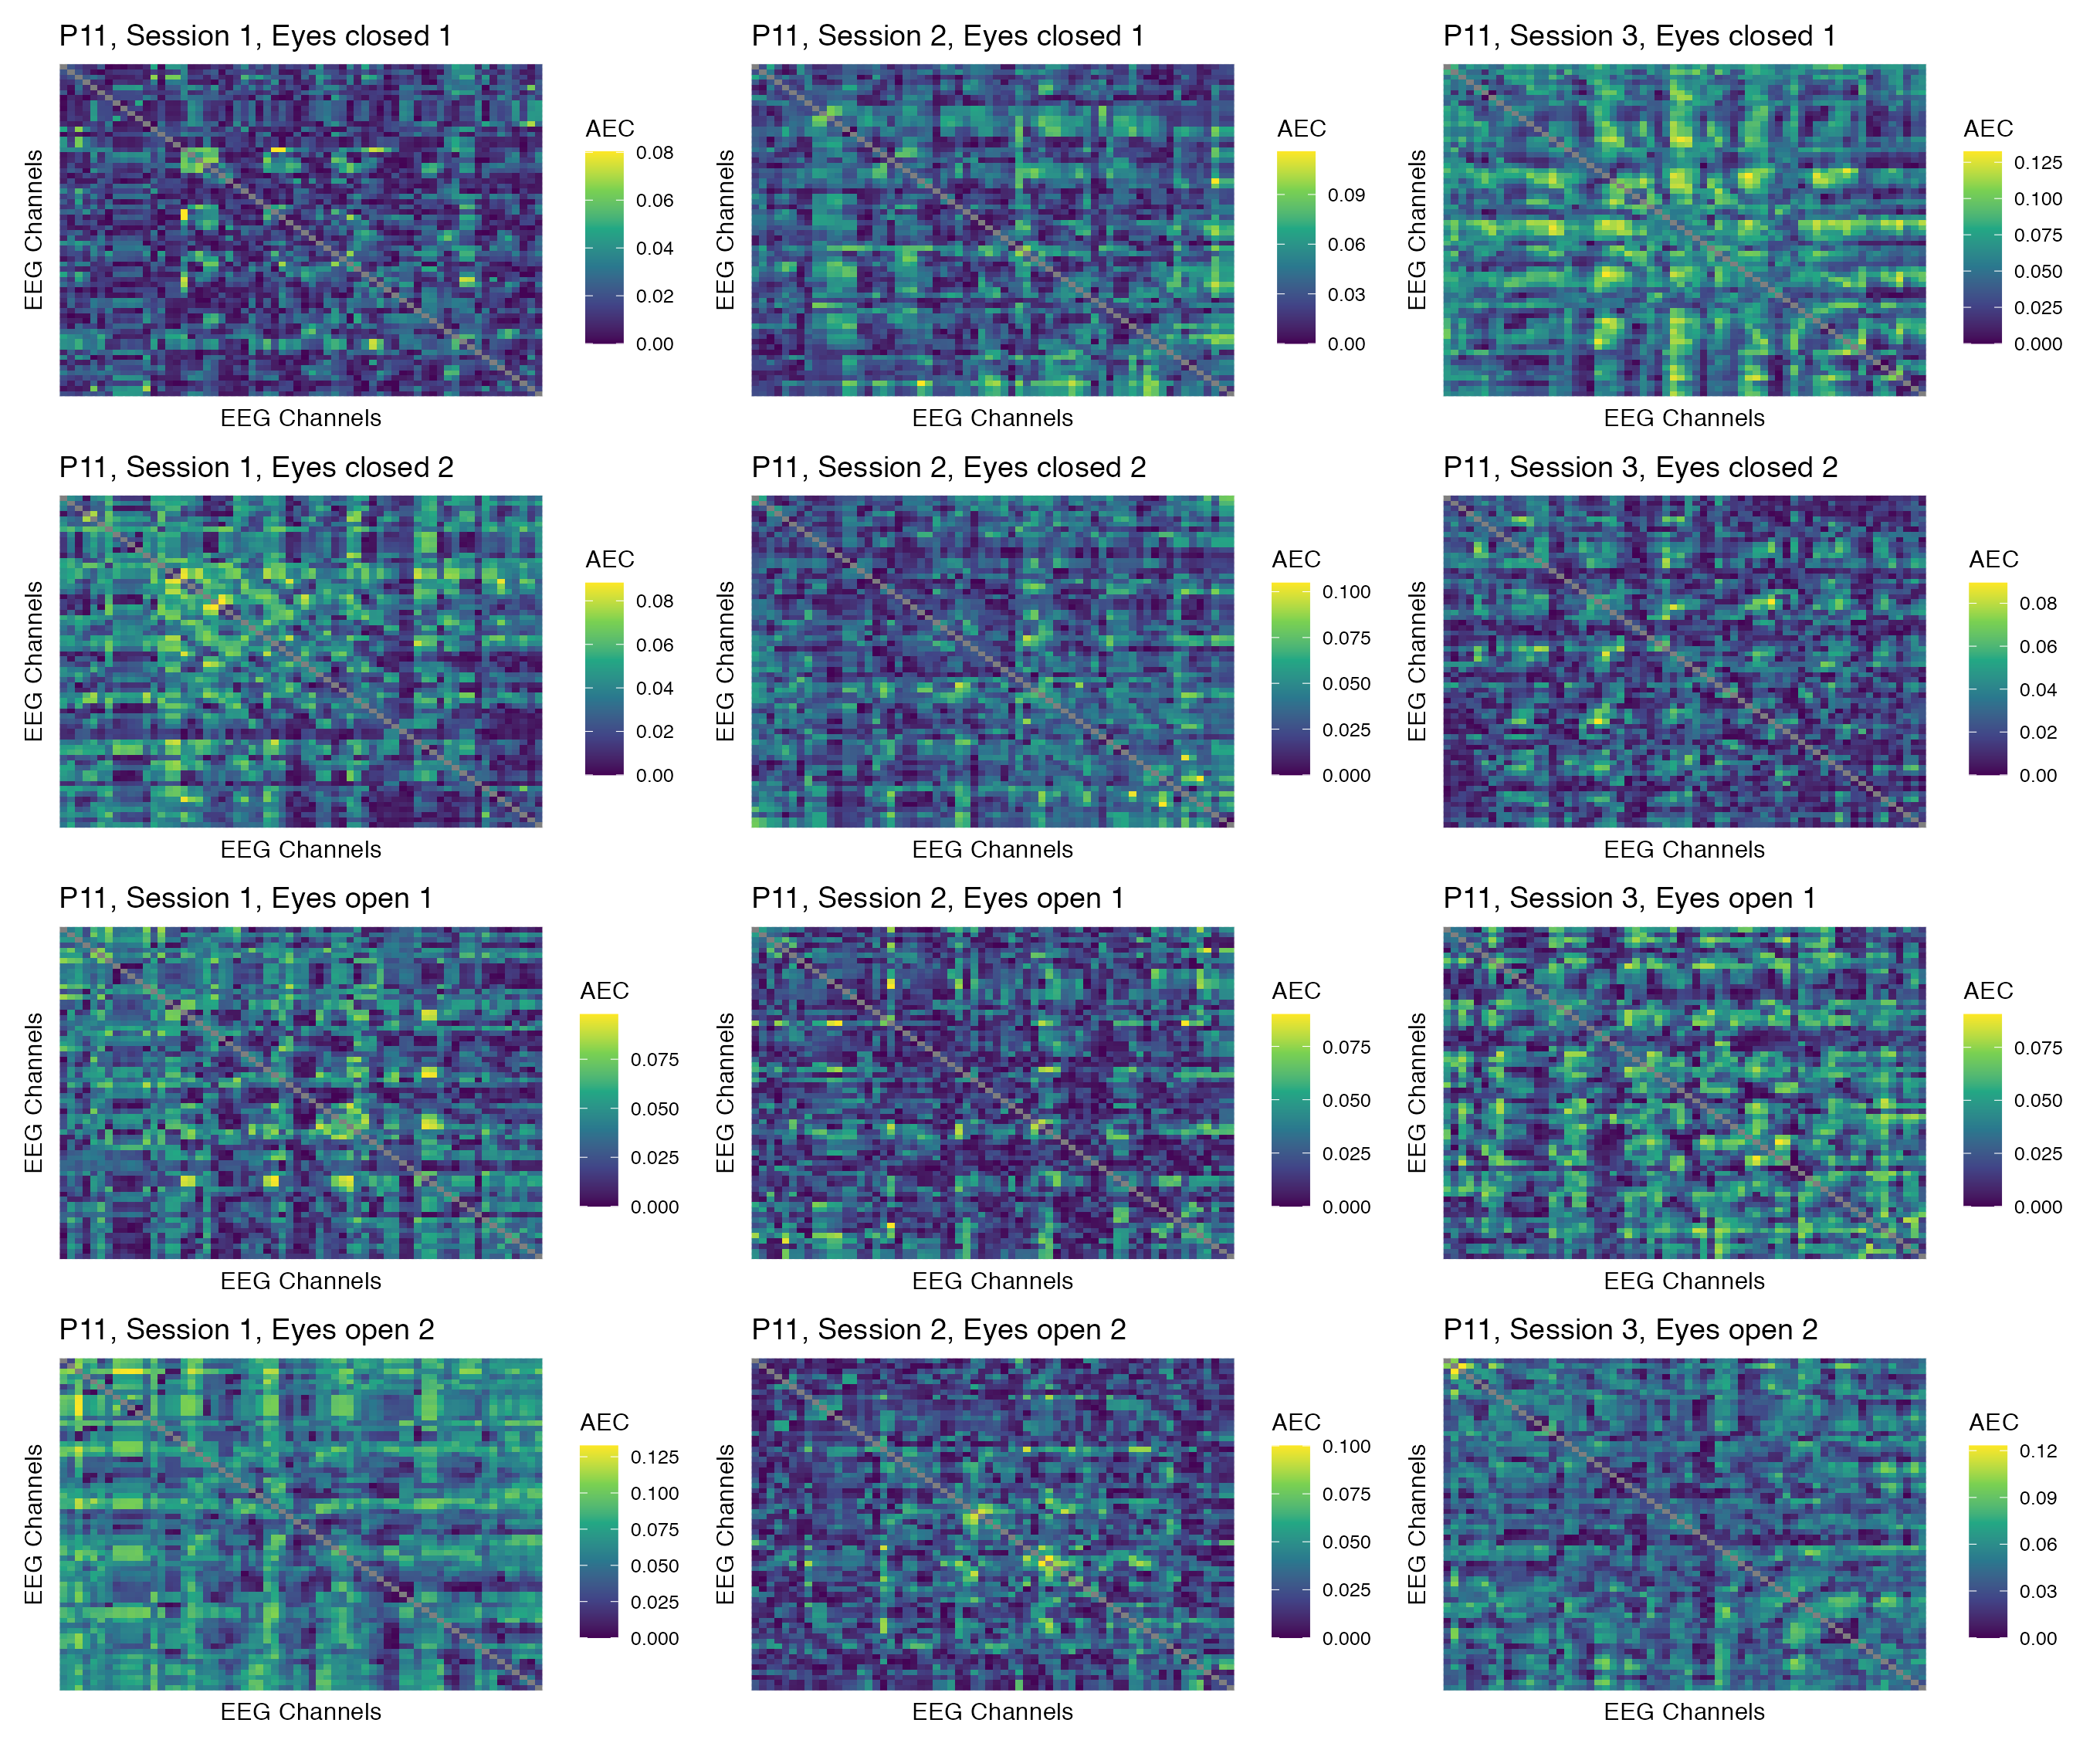 P11, Session 1, Eyes closed 1
P11, Session 2, Eyes closed 1
P11, Session 3, Eyes closed 1
EEG Channels
AEC
0.08
0.06
0.04
0.02
0.00
EEG Channels
EEG Channels
AEC
0.09
0.06
0.03
0.00
EEG Channels
EEG Channels
AEC
0.125
0.100
0.075
0.050
0.025
0.000
EEG Channels
P11, Session 1, Eyes closed 2
P11, Session 2, Eyes closed 2
P11, Session 3, Eyes closed 2
EEG Channels
AEC
0.08
0.06
0.04
0.02
0.00
EEG Channels
EEG Channels
AEC
0.100
0.075
0.050
0.025
0.000
EEG Channels
EEG Channels
AEC
0.08
0.06
0.04
0.02
0.00
EEG Channels
P11, Session 1, Eyes open 1
P11, Session 2, Eyes open 1
P11, Session 3, Eyes open 1
EEG Channels
AEC
0.075
0.050
0.025
0.000
EEG Channels
EEG Channels
AEC
0.075
0.050
0.025
0.000
EEG Channels
EEG Channels
AEC
0.075
0.050
0.025
0.000
EEG Channels
P11, Session 1, Eyes open 2
P11, Session 2, Eyes open 2
P11, Session 3, Eyes open 2
EEG Channels
AEC
0.125
0.100
0.075
0.050
0.025
0.000
EEG Channels
EEG Channels
AEC
0.100
0.075
0.050
0.025
0.000
EEG Channels
EEG Channels
AEC
0.12
0.09
0.06
0.03
0.00
EEG Channels